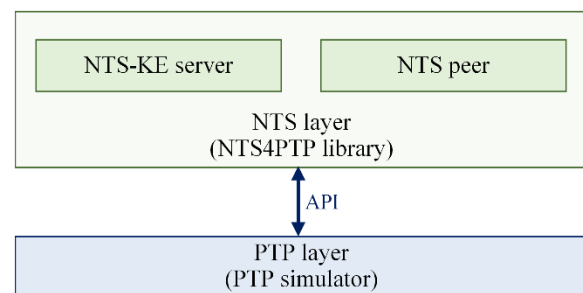 NTS-KE server
NTS peer
NTS layer
(NTS4PTP library)
API
PTP layer
(PTP simulator)